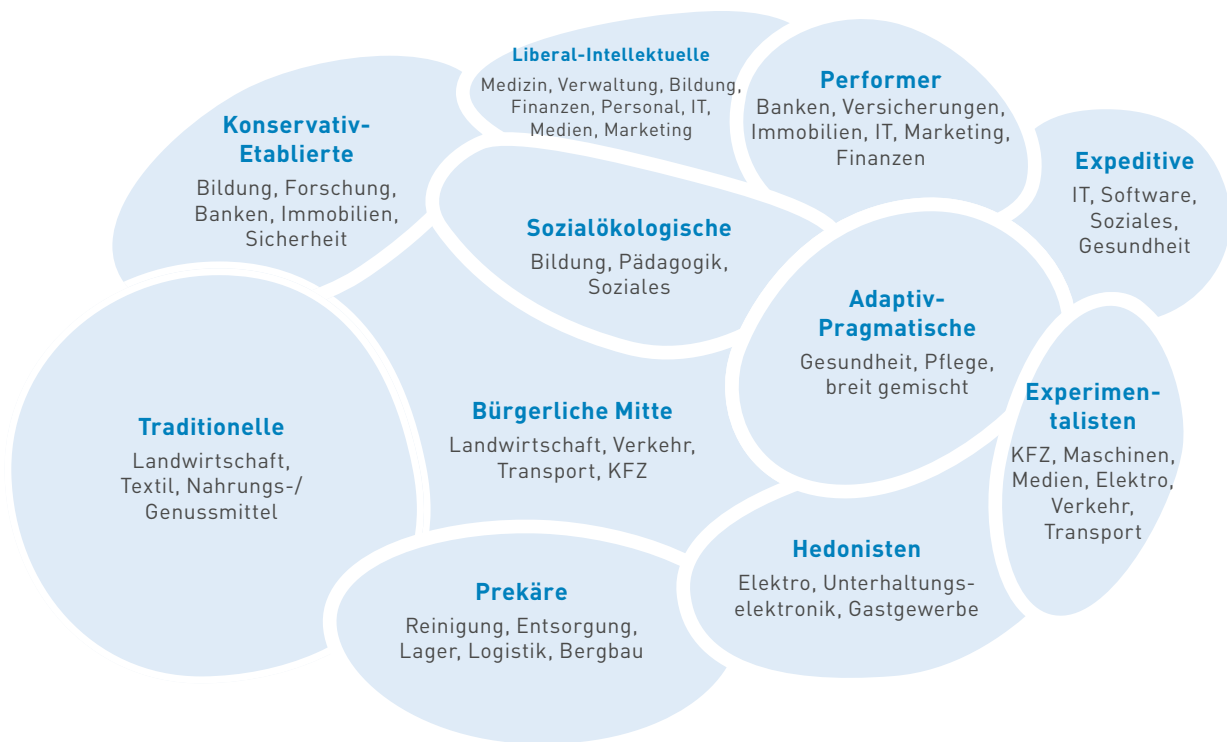 Liberal-Intellektuelle
Medizin, Verwaltung, Bildung,
Finanzen, Personal, IT,
Medien, Marketing
Performer
Banken, Versicherungen,
Immobilien, IT, Marketing,
Finanzen
Konservativ-
Etablierte
Bildung, Forschung,
Banken, Immobilien,
Sicherheit
Expeditive
IT, Software,
Soziales,
Gesundheit
Sozialökologische
Bildung, Pädagogik,
Soziales
Adaptiv-
Pragmatische
Gesundheit, Pflege,
breit gemischt
Traditionelle
Landwirtschaft,
Textil, Nahrungs-/
Genussmittel
Bürgerliche Mitte
Landwirtschaft, Verkehr,
Transport, KFZ
Experimen-
talisten
KFZ, Maschinen,
Medien, Elektro,
Verkehr,
Transport
Hedonisten
Elektro, Unterhaltungs-
elektronik, Gastgewerbe
Prekäre
Reinigung, Entsorgung,
Lager, Logistik, Bergbau